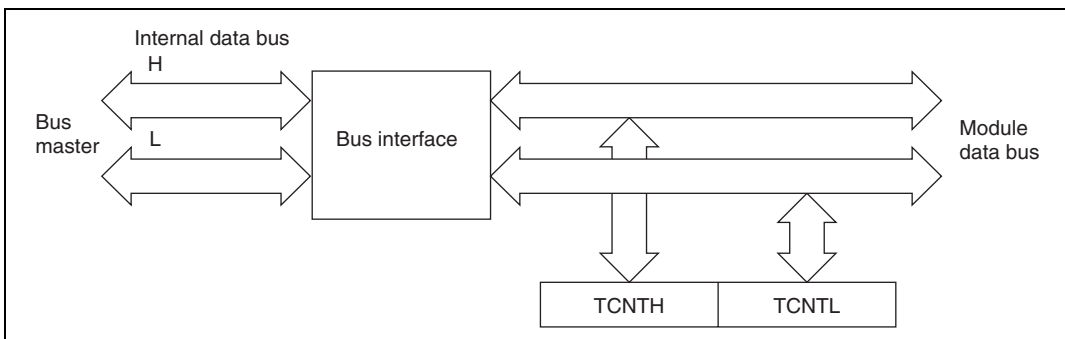 Internal data bus
H
Bus
master
L
Bus interface
Module
data bus
TCNTH
TCNTL